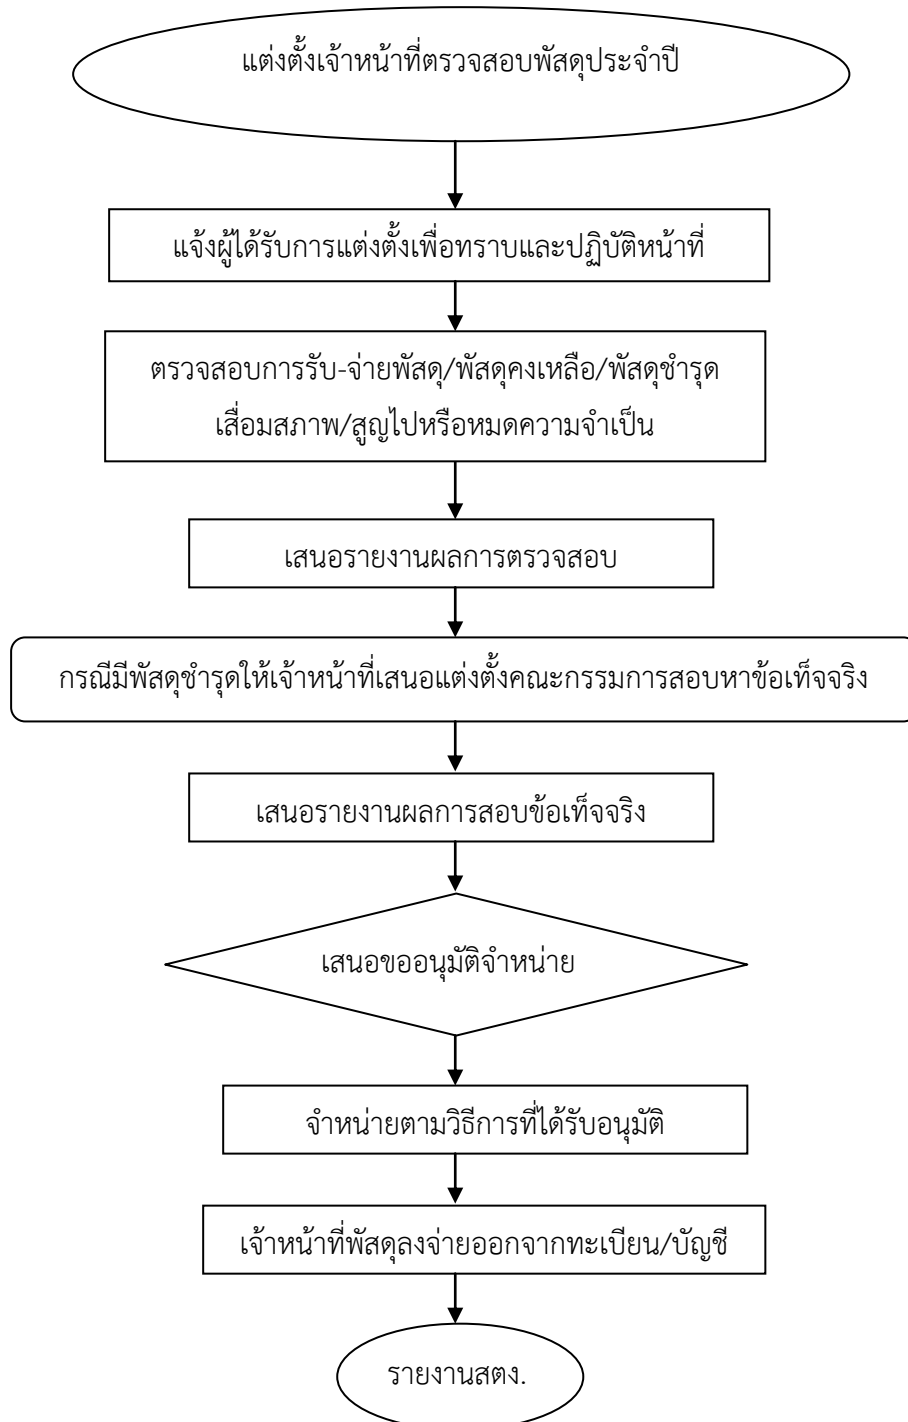 แต่งตั้งเจ้าหน้าที่ตรวจสอบพัสดุประจำปี
แจ้งผู้ได้รับการแต่งตั้งเพื่อทราบและปฏิบัติหน้าที่
ตรวจสอบการรับ-จ่ายพัสดุ/พัสดุคงเหลือ/พัสดุชำรุด
เสื่อมสภาพ/สูญไปหรือหมดความจำเป็น
เสนอรายงานผลการตรวจสอบ
กรณีมีพัสดุชำรุดให้เจ้าหน้าที่เสนอแต่งตั้งคณะกรรมการสอบหาข้อเท็จจริง
เสนอรายงานผลการสอบข้อเท็จจริง
เสนอขออนุมัติจำหน่าย
จำหน่ายตามวิธีการที่ได้รับอนุมัติ
เจ้าหน้าที่พัสดุลงจ่ายออกจากทะเบียน/บัญชี
รายงานสตง.